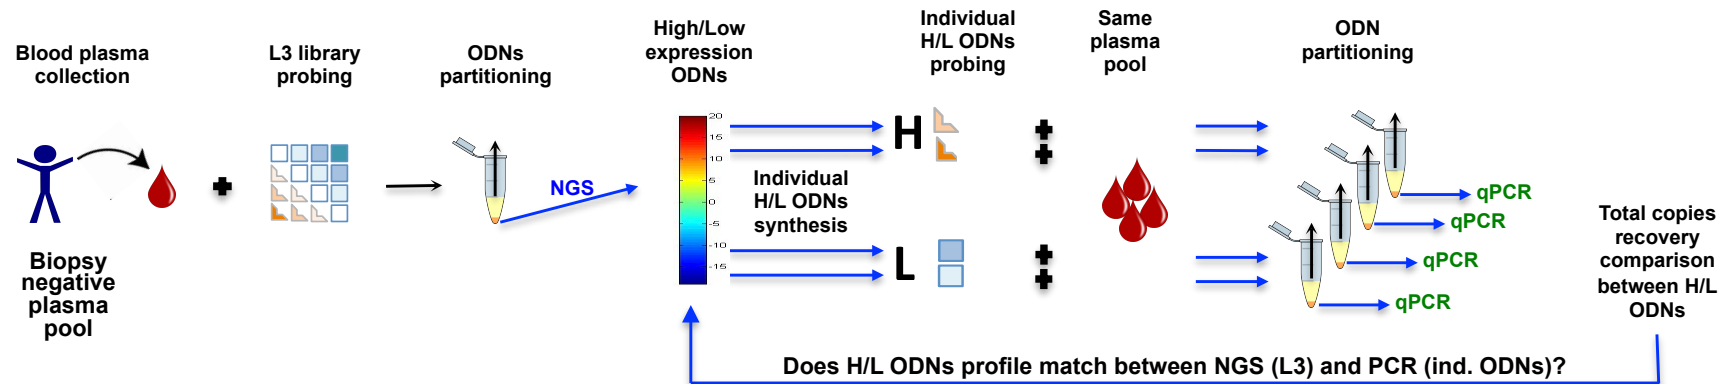 Blood plasma
collection
L3 library
probing
ODNs
partitioning
High/Low
expression
ODNs
Individual
H/L ODNs
probing
Same
plasma
pool
ODN
partitioning
Biopsy
negative
plasma
pool
NGS
20
15
10
5
0
-5
-10
-15
Individual
H/L ODNs
synthesis
H
L
qPCR
qPCR
qPCR
qPCR
Total copies
recovery
comparison
between H/L
ODNs
Does H/L ODNs profile match between NGS (L3) and PCR (ind. ODNs)?